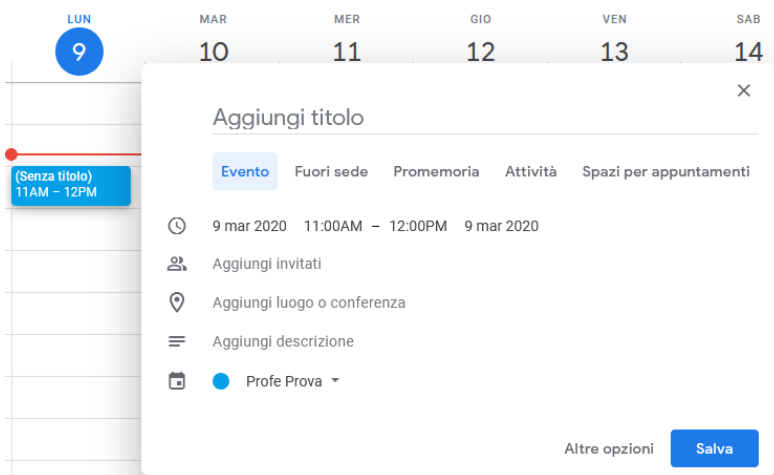 LUN MAR MER GIO VEN SAB
9 10 11 12 13 14
Aggiungi titolo
Evento Fuori sede Promemoria Attività Spazi per appuntamenti
(Senza titolo)
11AM – 12PM
9 mar 2020 11:00AM – 12:00PM 9 mar 2020
Aggiungi invitati
Aggiungi luogo o conferenza
Aggiungi descrizione
Profe Prova
Altre opzioni Salva